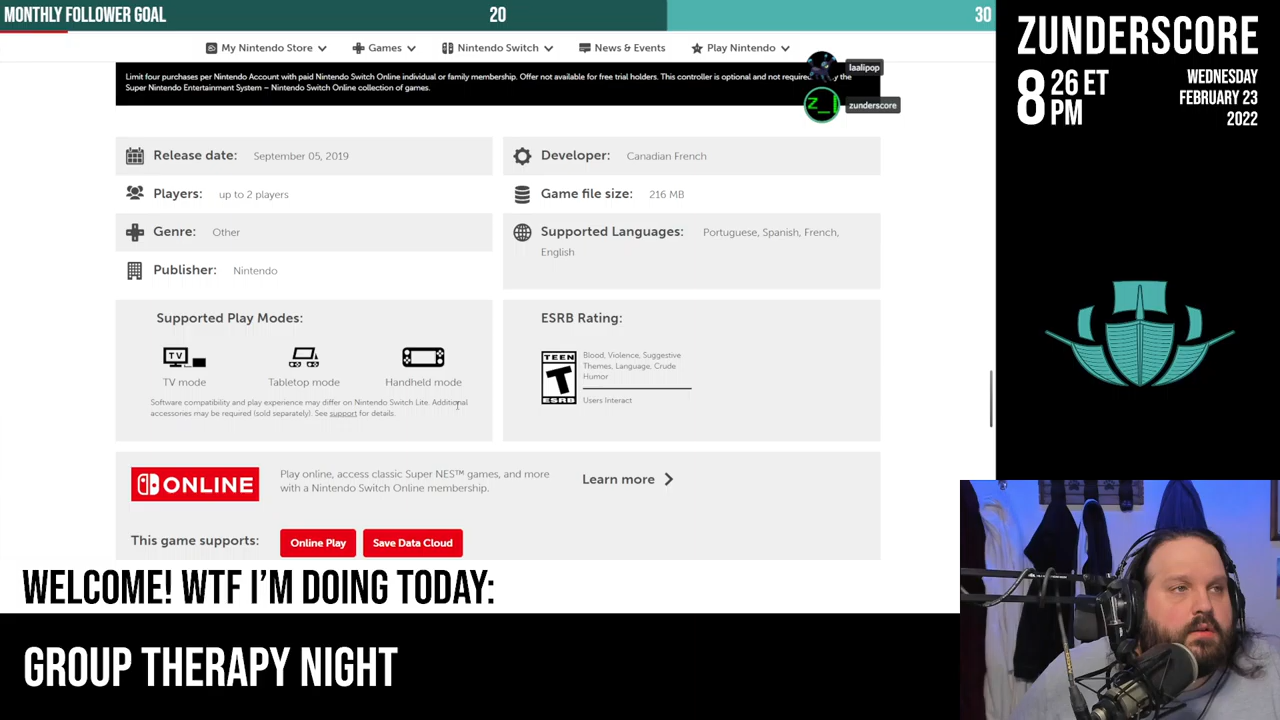 MONTHLY FOLLOWER GOAL
20
30
My Nintendo Store
Games
Nintendo Switch
News & Events
Play Nintendo
Limit four purchases per Nintendo Account with paid Nintendo Switch Online individual or family membership. Offer not available for free trial holders. This controller is optional and not required the
Super Nintendo Entertainment System – Nintendo Switch Online collection of games.
laalipop
zunderscore
Release date: September 05, 2019
Developer: Canadian French
Players: up to 2 players
Game file size: 216 MB
Genre: Other
Supported Languages: Portuguese, Spanish, French,
English
Publisher: Nintendo
Supported Play Modes:
TV
TV mode
Tabletop mode
Handheld mode
Software compatibility and play experience may differ on Nintendo Switch Lite. Additional
accessories may be required (sold separately). See support for details.
ESRB Rating:
TEEN
T
ESRB
Blood, Violence, Suggestive
Themes, Language, Crude
Humor
Users Interact
ONLINE
Play online, access classic Super NES™ games, and more
with a Nintendo Switch Online membership.
Learn more
This game supports:
Online Play
Save Data Cloud
WELCOME! WTF I'M DOING TODAY:
GROUP THERAPY NIGHT
ZUNDERSCORE
8 26 ET
PM
WEDNESDAY
FEBRUARY 23
2022